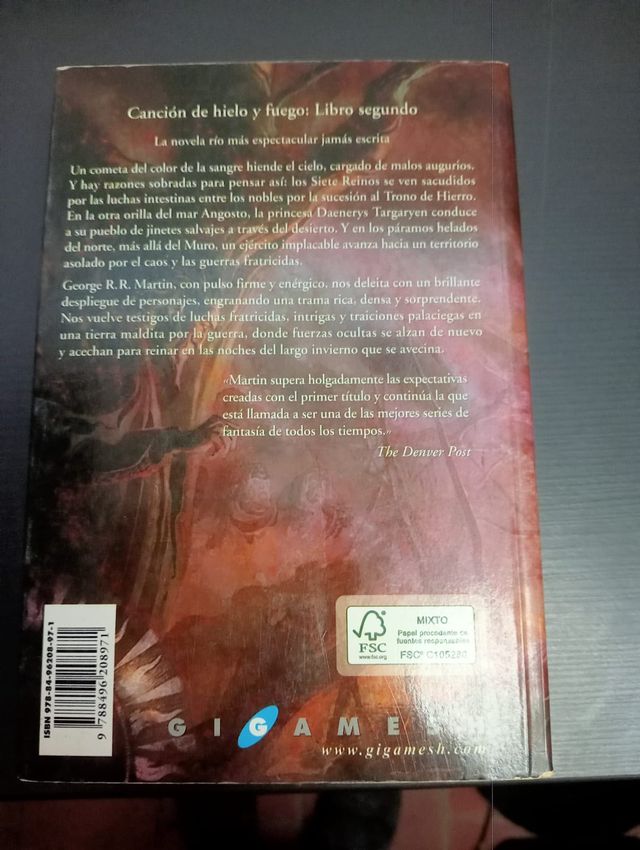 Canción de hielo y fuego: Libro segundo
La novela río más espectacular jamás escrita
Un cometa del color de la sangre hiende el cielo, cargado de malos augurios.
Y hay razones sobradas para pensar así: los Siete Reinos se ven sacudidos
por las luchas intestinas entre los nobles por la sucesión al Trono de Hierro.
En la otra orilla del mar Angosto, la princesa Daenerys Targaryen conduce
a su pueblo de jinetes salvajes a través del desierto. Y en los páramos helados
del norte, más allá del Muro, un ejército implacable avanza hacia un territorio
asolado por el caos y las guerras fratricidas.
George R.R. Martin, con pulso firme y enérgico, nos deleita con un brillante
despliegue de personajes, engranando una trama rica, densa y sorprendente.
Nos vuelve testigos de luchas fratricidas, intrigas y traiciones palaciegas en
una tierra maldita por la guerra, donde fuerzas ocultas se alzan de nuevo
y acechan para reinar en las noches del largo invierno que se avecina.
«Martin supera holgadamente las expectativas
creadas con el primer título y continúa la que
está llamada a ser una de las mejores series de
fantasía de todos los tiempos.»
The Denver Post
ISBN 978-84-96208-97-1
9 788496 208971
FSC
www.fsc.org
MIXTO
Papel procedente de
fuentes responsables
FSC® C105280
GIGAMESH
www.gigamesh.com